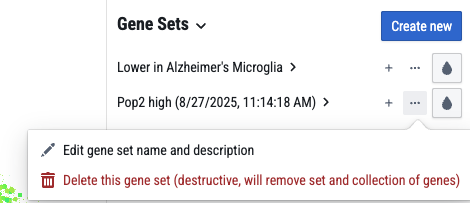 Gene Sets
Create new
Lower in Alzheimer's Microglia
Pop2 high (8/27/2025, 11:14:18 AM)
Edit gene set name and description
Delete this gene set (destructive, will remove set and collection of genes)